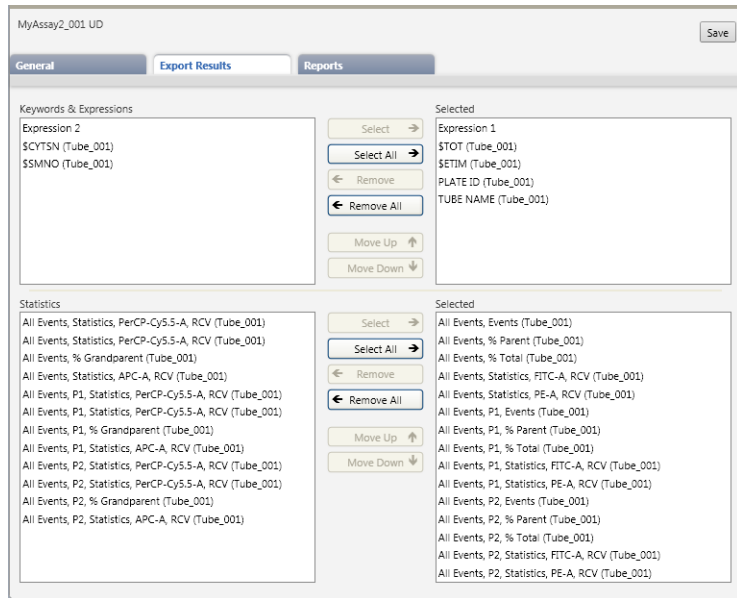 MyAssay2_001 UD
Save
General
Export Results
Reports
Keywords & Expressions
Expression 2
$CYTSN (Tube_001)
$SMNO (Tube_001)
Select
Select All
Remove
Remove All
Move Up
Move Down
Selected
Expression 1
$TOT (Tube_001)
$ETIM (Tube_001)
PLATE ID (Tube_001)
TUBE NAME (Tube_001)
Statistics
All Events, Statistics, PerCP-Cy5.5-A, RCV (Tube_001)
All Events, Statistics, PerCP-Cy5.5-A, RCV (Tube_001)
All Events, % Grandparent (Tube_001)
All Events, Statistics, APC-A, RCV (Tube_001)
All Events, P1, Statistics, PerCP-Cy5.5-A, RCV (Tube_001)
All Events, P1, Statistics, PerCP-Cy5.5-A, RCV (Tube_001)
All Events, P1, % Grandparent (Tube_001)
All Events, P1, Statistics, APC-A, RCV (Tube_001)
All Events, P2, Statistics, PerCP-Cy5.5-A, RCV (Tube_001)
All Events, P2, Statistics, PerCP-Cy5.5-A, RCV (Tube_001)
All Events, P2, % Grandparent (Tube_001)
All Events, P2, Statistics, APC-A, RCV (Tube_001)
Select
Select All
Remove
Remove All
Move Up
Move Down
Selected
All Events, Events (Tube_001)
All Events, % Parent (Tube_001)
All Events, % Total (Tube_001)
All Events, Statistics, FITC-A, RCV (Tube_001)
All Events, Statistics, PE-A, RCV (Tube_001)
All Events, P1, Events (Tube_001)
All Events, P1, % Parent (Tube_001)
All Events, P1, % Total (Tube_001)
All Events, P1, Statistics, FITC-A, RCV (Tube_001)
All Events, P1, Statistics, PE-A, RCV (Tube_001)
All Events, P2, Events (Tube_001)
All Events, P2, % Parent (Tube_001)
All Events, P2, % Total (Tube_001)
All Events, P2, Statistics, FITC-A, RCV (Tube_001)
All Events, P2, Statistics, PE-A, RCV (Tube_001)